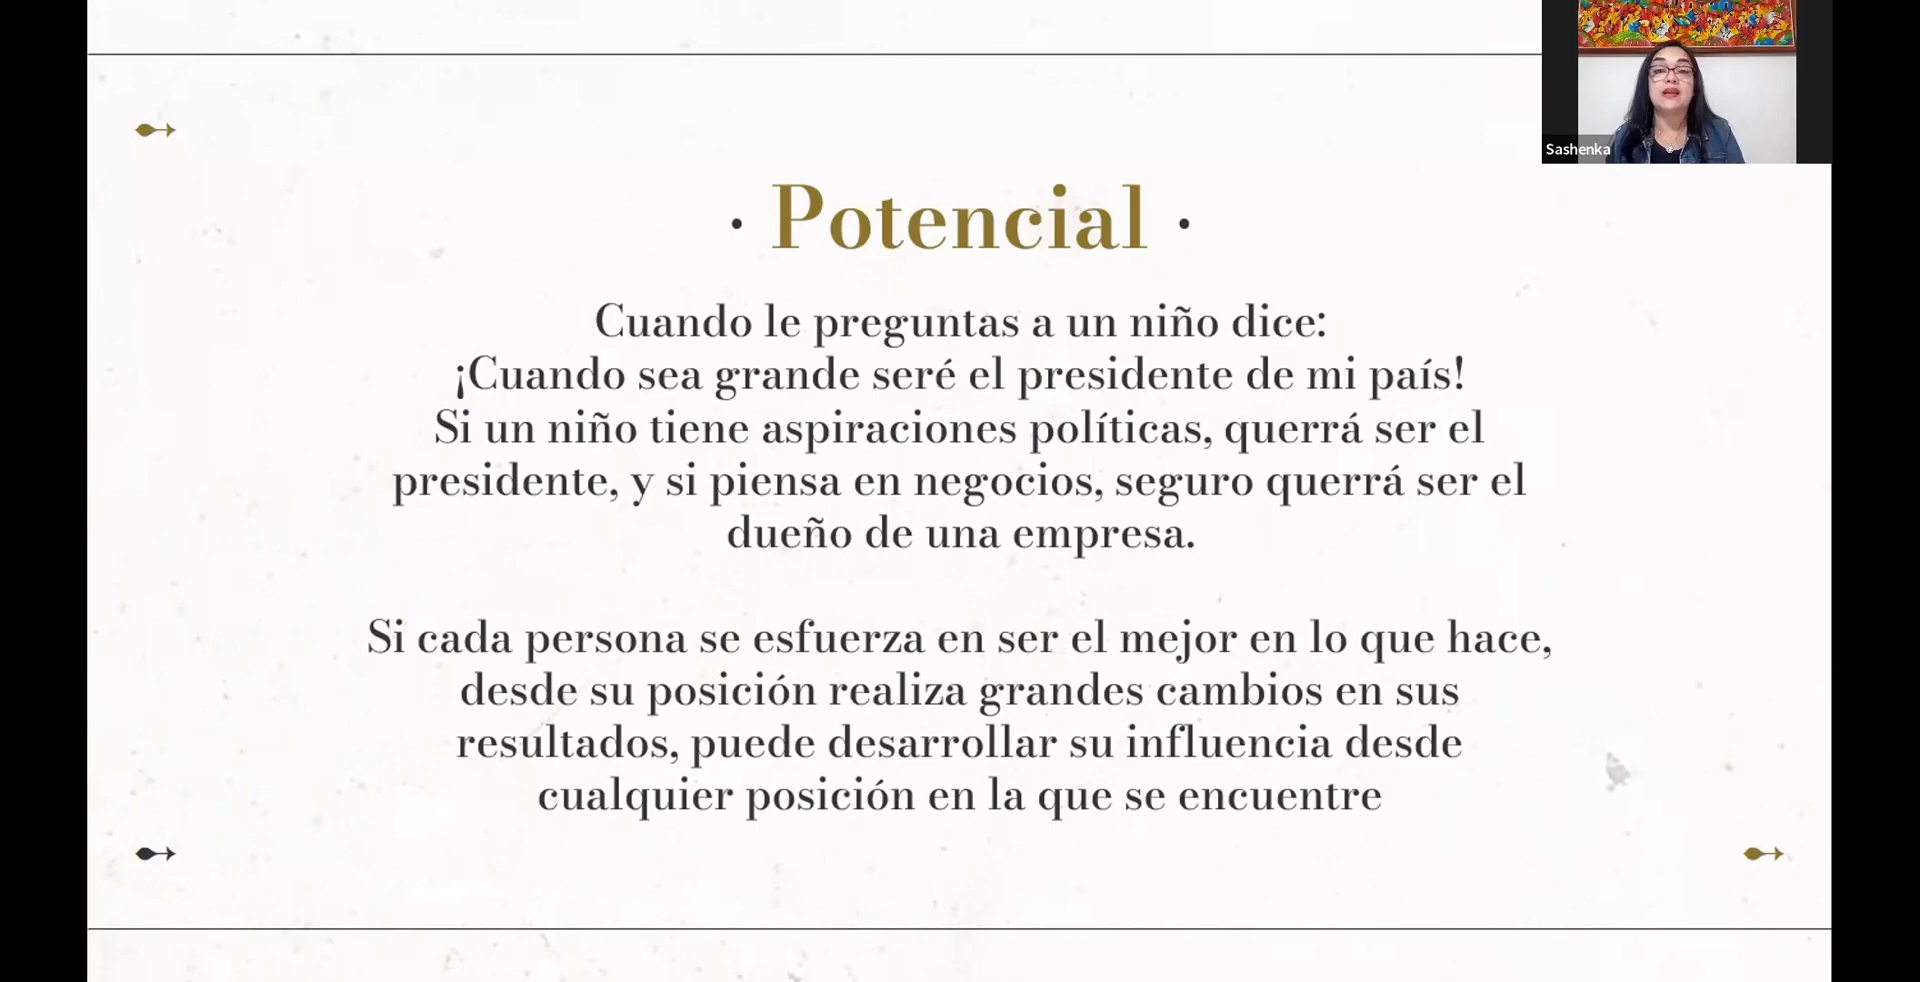 Sashenka
· Potencial ·
Cuando le preguntas a un niño dice:
¡Cuando sea grande seré el presidente de mi país!
Si un niño tiene aspiraciones políticas, querrá ser el
presidente, y si piensa en negocios, seguro querrá ser el
dueño de una empresa.
Si cada persona se esfuerza en ser el mejor en lo que hace,
desde su posición realiza grandes cambios en sus
resultados, puede desarrollar su influencia desde
cualquier posición en la que se encuentre